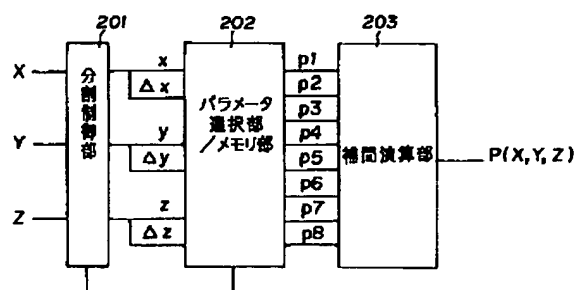 201
202
203
X
Y
Z
分割制御部
x
Δx
y
Δy
z
Δz
パラメータ
選択部
/メモリ部
p1
p2
p3
p4
p5
p6
p7
p8
補間演算部
P(X,Y,Z)